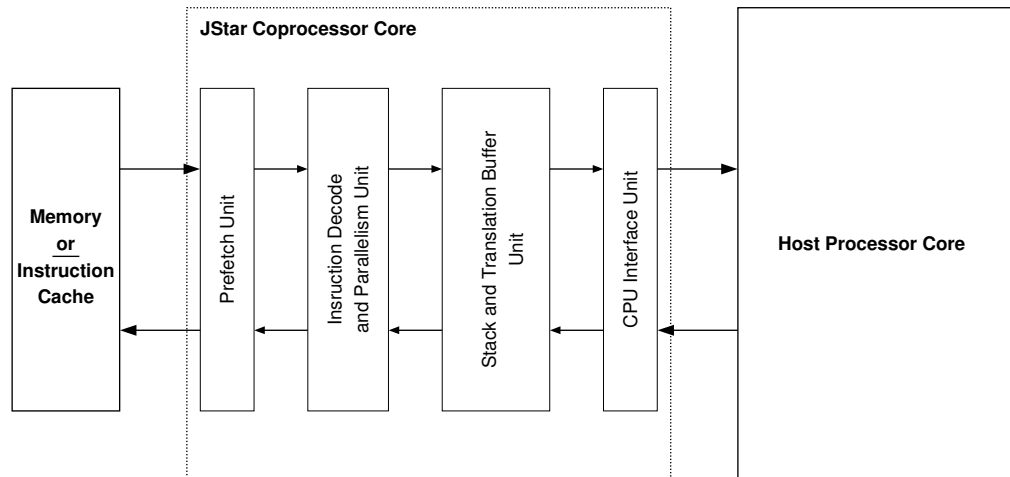 JStar Coprocessor Core
Memory
or
Instruction
Cache
Prefetch Unit
Insruction Decode
and Parallelism Unit
Stack and Translation Buffer
Unit
CPU Interface Unit
Host Processor Core